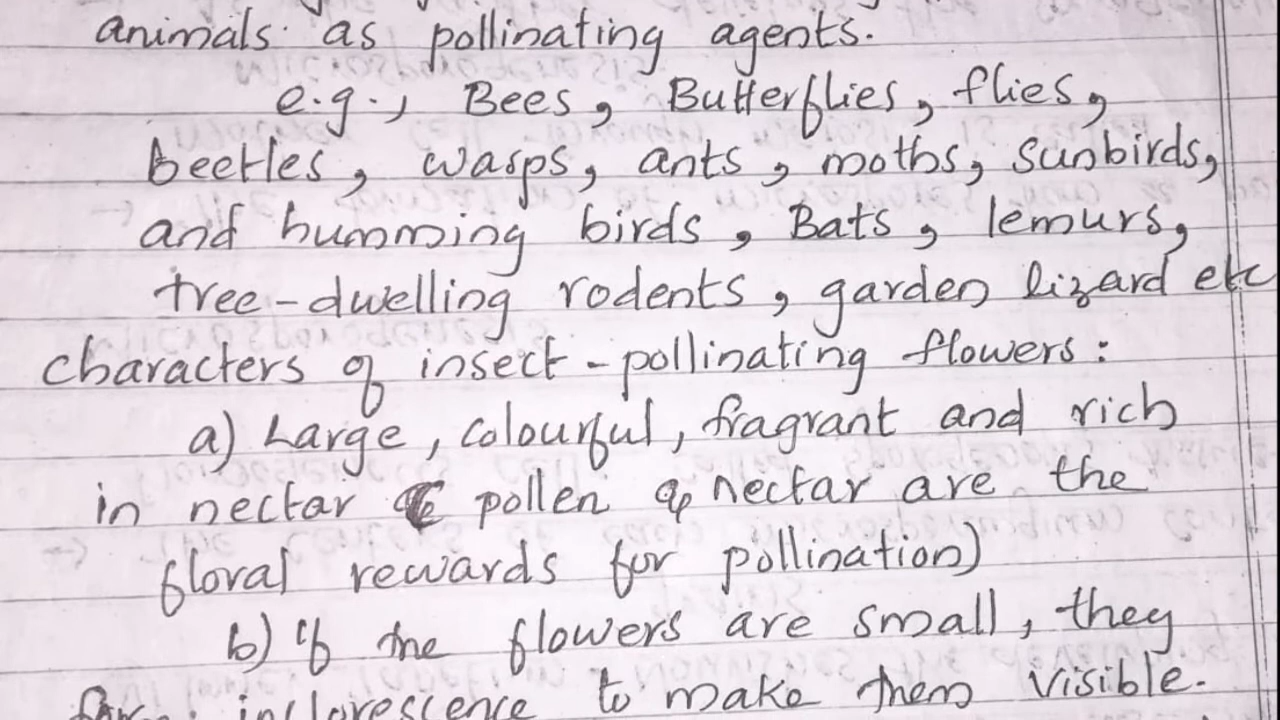 animals as pollinating agents.
e.g., Bees, Butterflies, flies,
beetles, wasps, ants, moths, sunbirds,
and humming birds, Bats, lemurs,
tree-dwelling rodents, garden lizard etc
characters of insect-pollinating flowers:
a) Large, colourful, fragrant and rich
in nectar pollen & nectar are the
floral rewards for pollination)
b) if the flowers are small, they
inflorescence to make them visible.